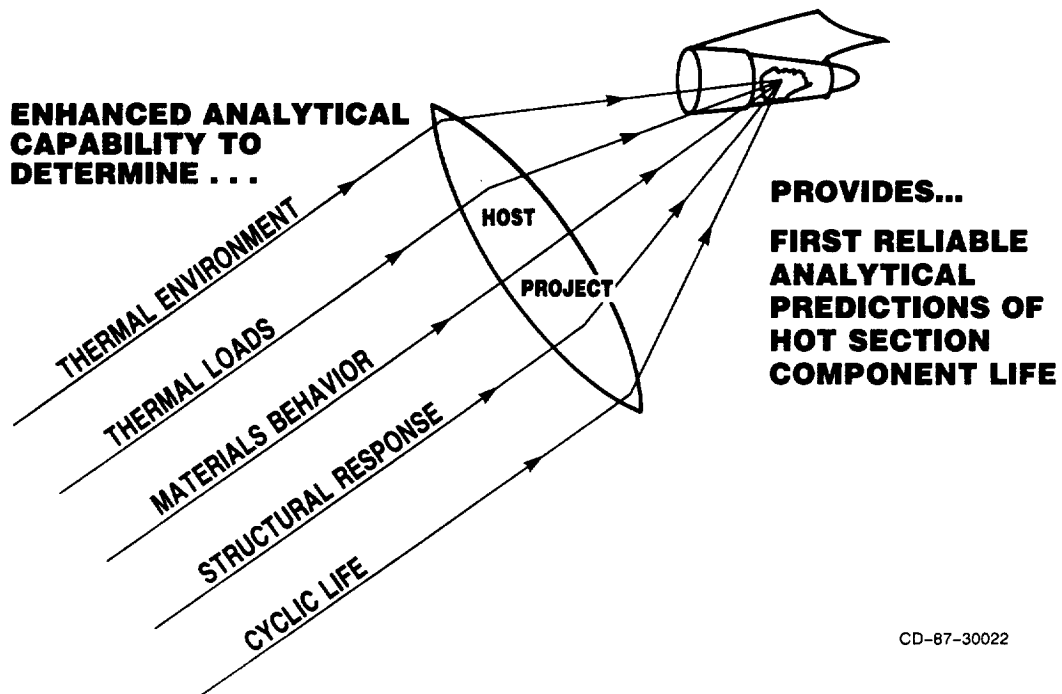 ENHANCED ANALYTICAL
CAPABILITY TO
DETERMINE . . .
THERMAL ENVIRONMENT
THERMAL LOADS
MATERIALS BEHAVIOR
STRUCTURAL RESPONSE
CYCLIC LIFE
HOST
PROJECT
PROVIDES...
FIRST RELIABLE
ANALYTICAL
PREDICTIONS OF
HOT SECTION
COMPONENT LIFE
CD-87-30022